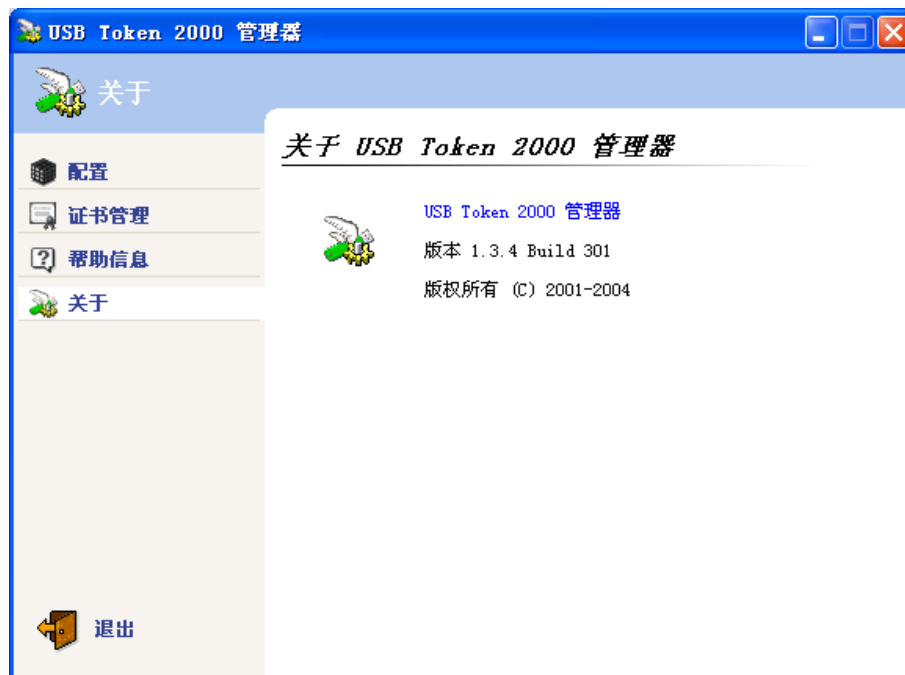 USB Token 2000 管理器
关于
配置
证书管理
帮助信息
关于
退出
关于 USB Token 2000 管理器
USB Token 2000 管理器
版本 1.3.4 Build 301
版权所有 (C) 2001-2004